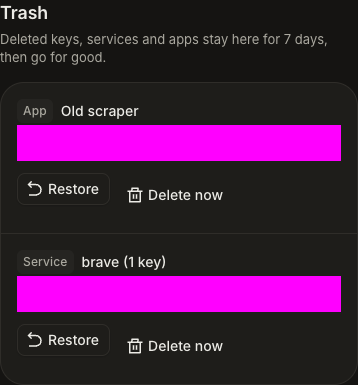 Trash
Deleted keys, services and apps stay here for 7 days,
then go for good.
App Old scraper
Restore Delete now
Service brave (1 key)
Restore Delete now